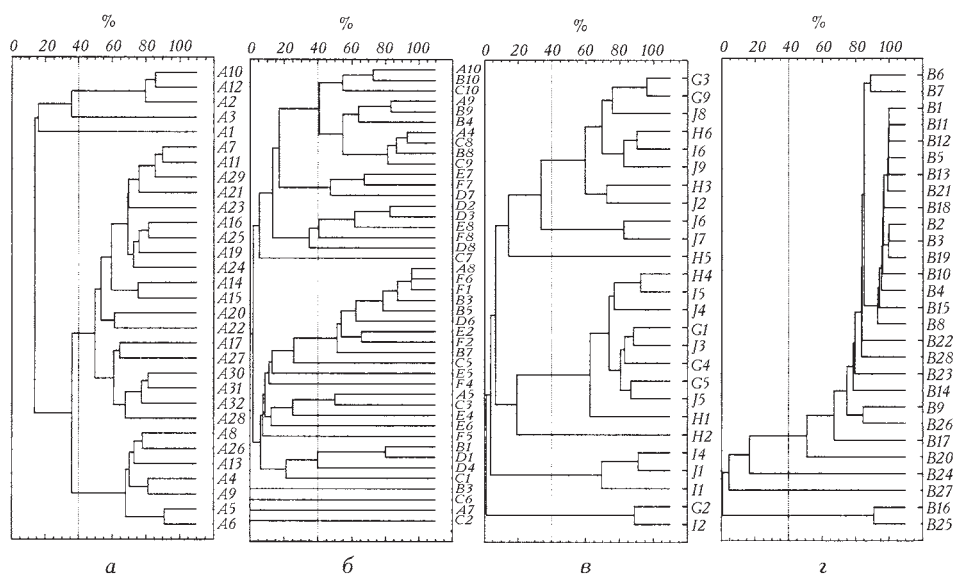 % % % %
0 20 40 60 80 100 0 20 40 60 80 100 0 20 40 60 80 100 0 20 40 60 80 100
A10
A12
A2
A3
A1
A7
A11
A29
A21
A23
A16
A25
A19
A24
A14
A15
A20
A22
A17
A27
A30
A31
A32
A28
A8
A26
A13
A4
A9
A5
A6
а
A10
B10
C10
A9
B9
B4
A4
C8
B8
C9
E7
F7
D7
D2
D3
E8
F8
D8
C7
A8
F6
F1
B3
B5
D6
E2
F2
B7
C5
E5
F4
A5
C3
E4
E6
F5
B1
D1
D4
C1
B3
C6
A7
C2
б
G3
G9
J8
H6
I6
J9
H3
J2
J6
J7
H5
H4
I5
J4
G1
J3
G4
G5
J5
H1
H2
I4
J1
I1
G2
I2
в
B6
B7
B1
B11
B12
B5
B13
B21
B18
B2
B3
B19
B10
B4
B15
B8
B22
B28
B23
B14
B9
B26
B17
B20
B24
B27
B16
B25
г